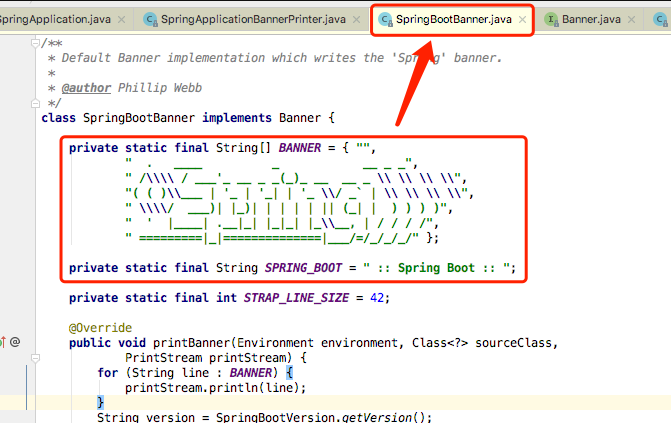 SpringApplication.java × SpringApplicationBannerPrinter.java × SpringBootBanner.java × Banner.java ×
/**
 * Default Banner implementation which writes the 'Spring' banner.
 *
 * @author Phillip Webb
 */
class SpringBootBanner implements Banner {
    private static final String[] BANNER = { "",
            "  .   ____          _            __ _ _",
            " /\\\\ / ___'_ __ _ _(_)_ __  __ _ \\ \\ \\ \\",
            "( ( )\\___ | '_ | '_| | '_ \\/ _` | \\ \\ \\ \\",
            " \\\\/  ___)| |_)| | | | | || (_| |  ) ) ) )",
            "  '  |____| .__|_| |_|_| |_\\__, | / / / /",
            " =========|_|==============|___/=/_/_/_/" };
    private static final String SPRING_BOOT = " :: Spring Boot :: ";
    private static final int STRAP_LINE_SIZE = 42;
    @Override
    public void printBanner(Environment environment, Class<?> sourceClass,
            PrintStream printStream) {
        for (String line : BANNER) {
            printStream.println(line);
        }
        String version = SpringBootVersion.getVersion();